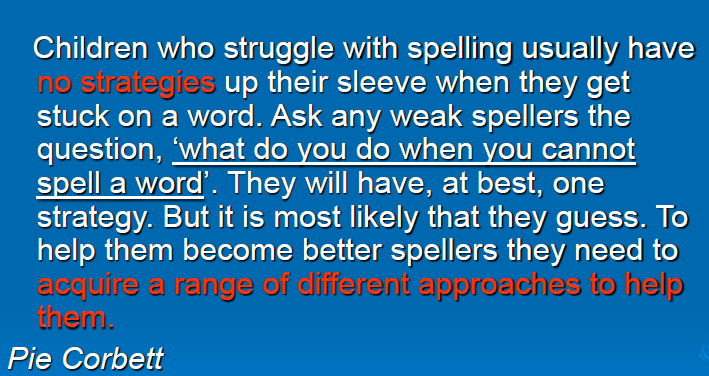 Children who struggle with spelling usually have
no strategies up their sleeve when they get
stuck on a word. Ask any weak spellers the
question, ‘what do you do when you cannot
spell a word’. They will have, at best, one
strategy. But it is most likely that they guess. To
help them become better spellers they need to
acquire a range of different approaches to help
them.
Pie Corbett